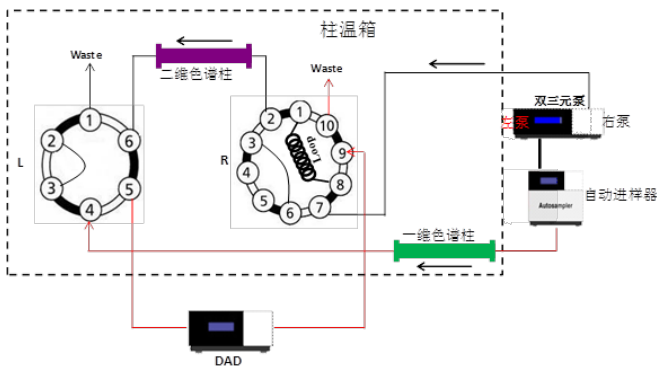 柱温箱
Waste
二维色谱柱
Waste
双三元泵
左泵
右泵
L
1
2
3
4
5
6
R
1
2
3
4
5
6
7
8
9
10
Loop
自动进样器
Autosampler
一维色谱柱
DAD